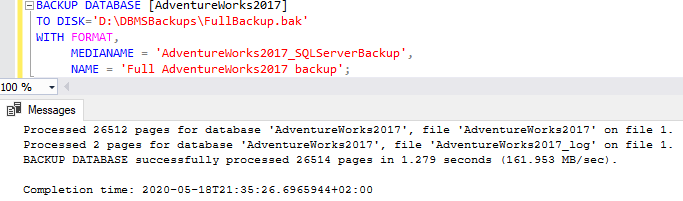 BACKUP DATABASE [AdventureWorks2017]
TO DISK='D:\DBMSBackups\FullBackup.bak'
WITH FORMAT,
MEDIANAME = 'AdventureWorks2017_SQLServerBackup',
NAME = 'Full AdventureWorks2017 backup';
100 %
Messages
Processed 26512 pages for database 'AdventureWorks2017', file 'AdventureWorks2017' on file 1.
Processed 2 pages for database 'AdventureWorks2017', file 'AdventureWorks2017_log' on file 1.
BACKUP DATABASE successfully processed 26514 pages in 1.279 seconds (161.953 MB/sec).
Completion time: 2020-05-18T21:35:26.6965944+02:00